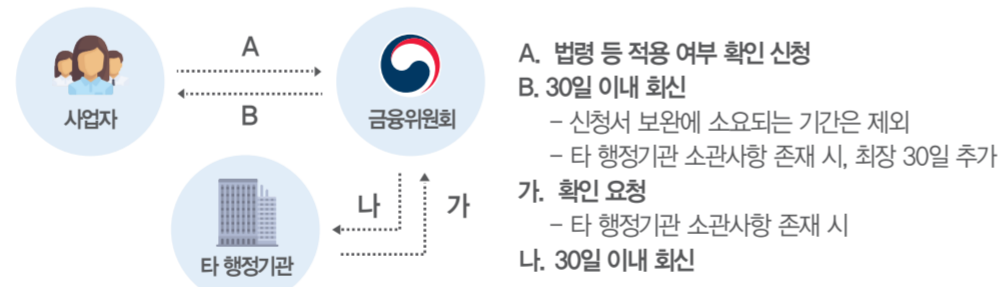 A
B
사업자
금융위원회
나
가
타 행정기관
A. 법령 등 적용 여부 확인 신청
B. 30일 이내 회신
- 신청서 보완에 소요되는 기간은 제외
- 타 행정기관 소관사항 존재 시, 최장 30일 추가
가. 확인 요청
- 타 행정기관 소관사항 존재 시
나. 30일 이내 회신